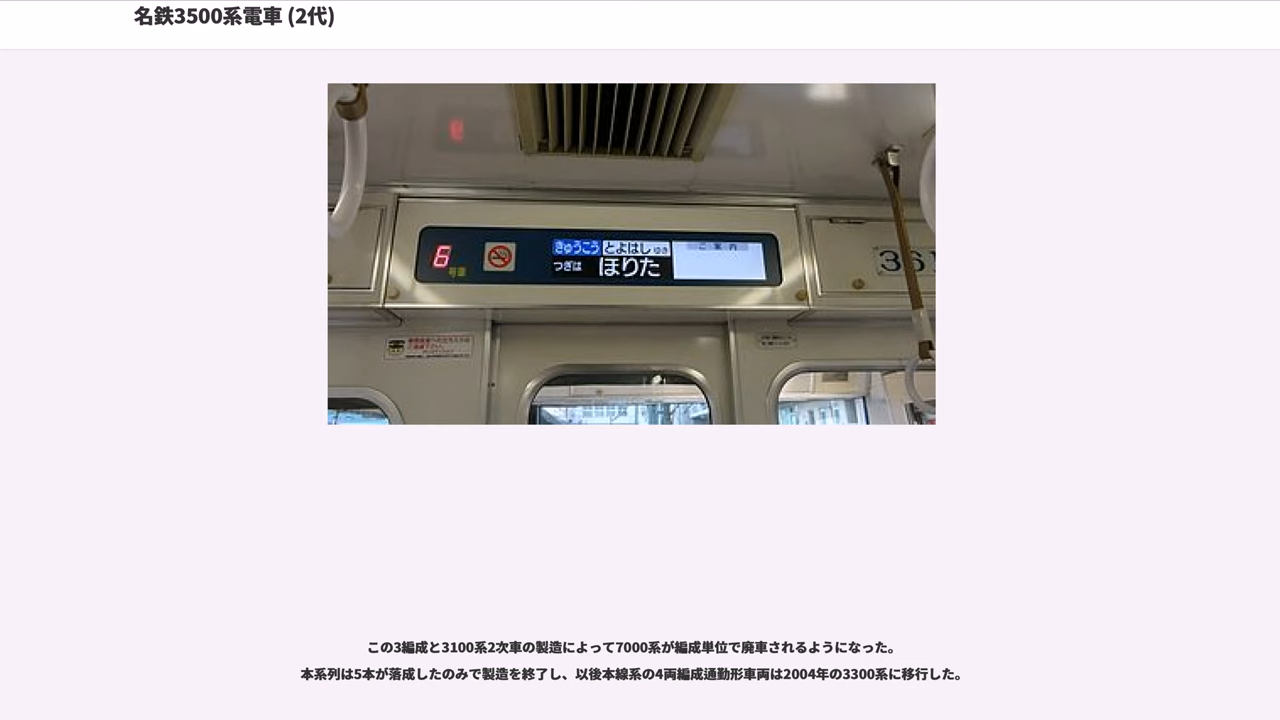 名鉄3500系電車 (2代)
6 号車
きゅうこう とよはし ゆき
つぎは ほりた
ご案内
この3編成と3100系2次車の製造によって7000系が編成単位で廃車されるようになった。
本系列は5本が落成したのみで製造を終了し、以後本線系の4両編成通勤形車両は2004年の3300系に移行した。